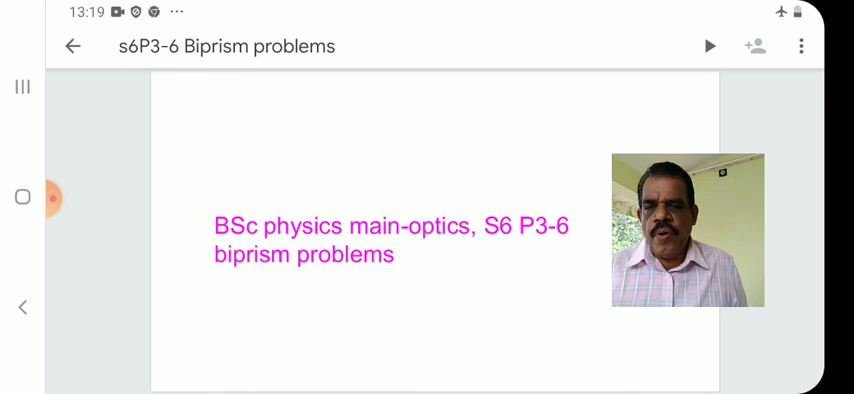 13:19
s6P3-6 Biprism problems
BSc physics main-optics, S6 P3-6
biprism problems